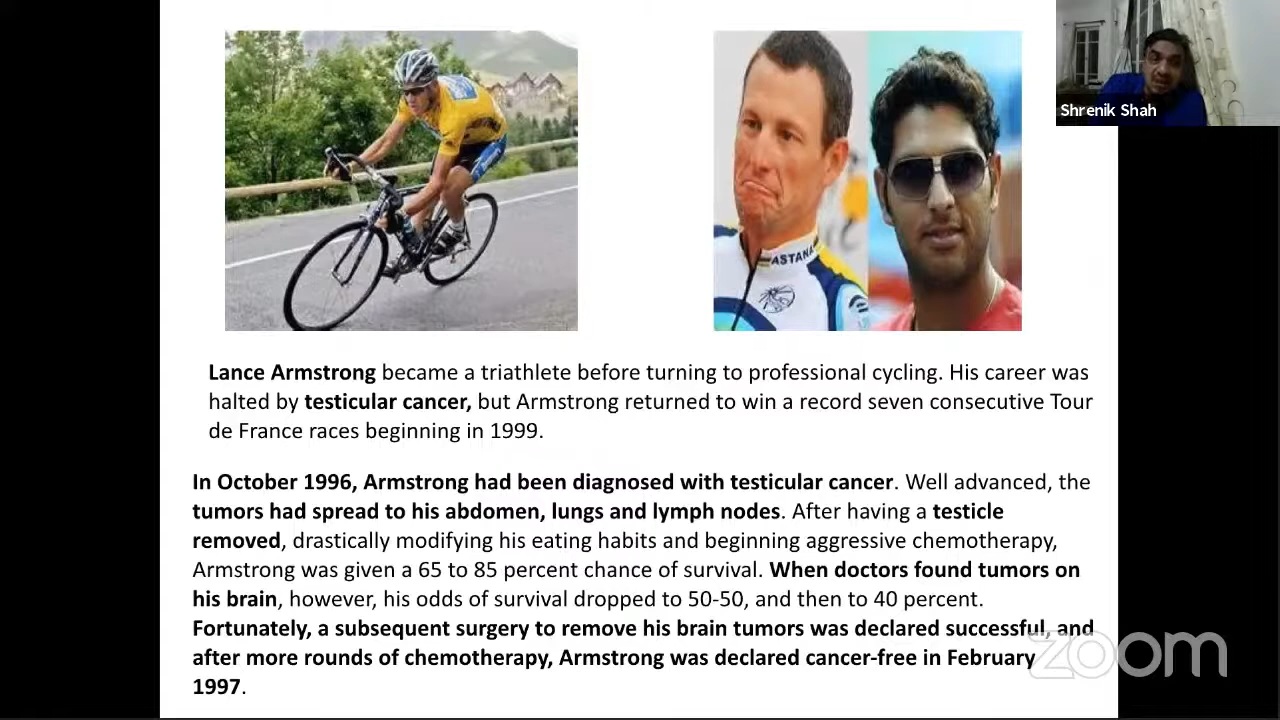 Shrenik Shah
ASTANA
Lance Armstrong became a triathlete before turning to professional cycling. His career was
halted by testicular cancer, but Armstrong returned to win a record seven consecutive Tour
de France races beginning in 1999.
In October 1996, Armstrong had been diagnosed with testicular cancer. Well advanced, the
tumors had spread to his abdomen, lungs and lymph nodes. After having a testicle
removed, drastically modifying his eating habits and beginning aggressive chemotherapy,
Armstrong was given a 65 to 85 percent chance of survival. When doctors found tumors on
his brain, however, his odds of survival dropped to 50-50, and then to 40 percent.
Fortunately, a subsequent surgery to remove his brain tumors was declared successful, and
after more rounds of chemotherapy, Armstrong was declared cancer-free in February
1997.
zoom